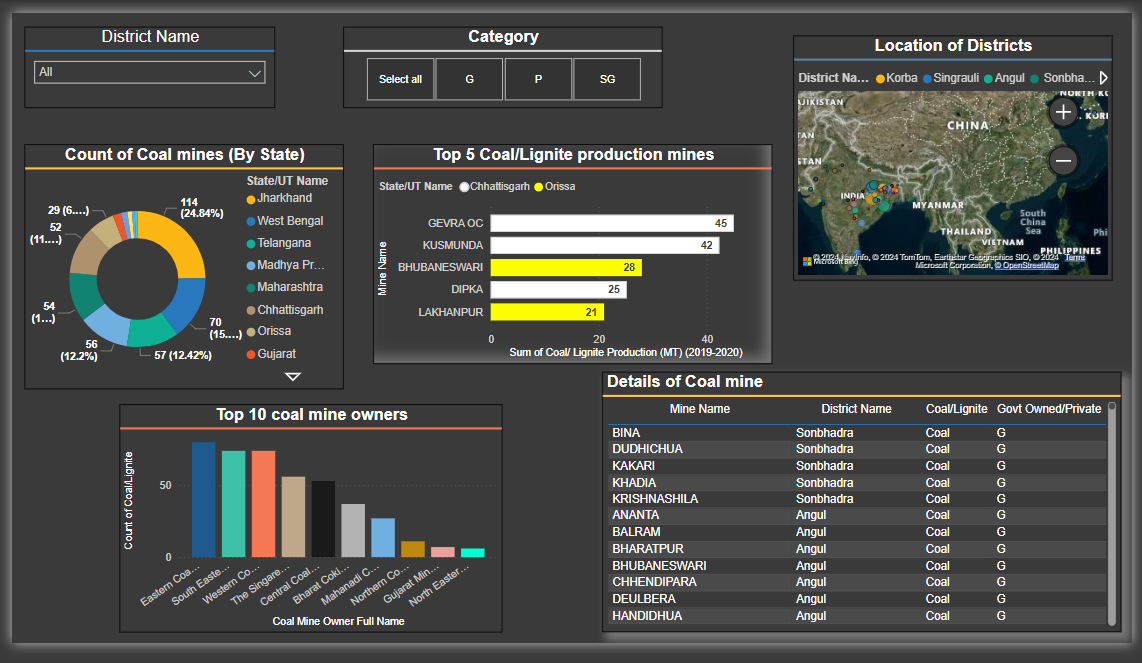 District Name
All
Category
Select all
G
P
SG
Location of Districts
District Na... Korba Singrauli Angul Sonbha...
AJIKISTAN
NORTH KO
CHINA
TAN
STAN
INDIA
MYANMAR
THAILAND
VIETNAM
South
China
Sea
Phi
PHILIPPINES
Microsoft Bing
© 2024 NavInfo, © 2024 TomTom, Earthstar Geographics SIO, © 2024
Microsoft Corporation, © OpenStreetMap Terms
Count of Coal mines (By State)
State/UT Name
Jharkhand
West Bengal
Telangana
Madhya Pr...
Maharashtra
Chhattisgarh
Orissa
Gujarat
114
(24.84%)
70
(15....)
57 (12.42%)
56
(12.2%)
54
(1...)
52
(11....)
29 (6....)
Top 5 Coal/Lignite production mines
State/UT Name Chhattisgarh Orissa
Mine Name
GEVRA OC 45
KUSMUNDA 42
BHUBANESWARI 28
DIPKA 25
LAKHANPUR 21
0 20 40
Sum of Coal/ Lignite Production (MT) (2019-2020)
Top 10 coal mine owners
Count of Coal/Lignite
50
0
Eastern Coa...
South Easte...
Western Co...
The Singare...
Central Coal...
Bharat Coki...
Mahanadi C...
Northern Co...
Gujarat Min...
North Easter...
Coal Mine Owner Full Name
Details of Coal mine
Mine Name District Name Coal/Lignite Govt Owned/Private
BINA Sonbhadra Coal G
DUDHICHUA Sonbhadra Coal G
KAKARI Sonbhadra Coal G
KHADIA Sonbhadra Coal G
KRISHNASHILA Sonbhadra Coal G
ANANTA Angul Coal G
BALRAM Angul Coal G
BHARATPUR Angul Coal G
BHUBANESWARI Angul Coal G
CHHENDIPARA Angul Coal G
DEULBERA Angul Coal G
HANDIDHUA Angul Coal G